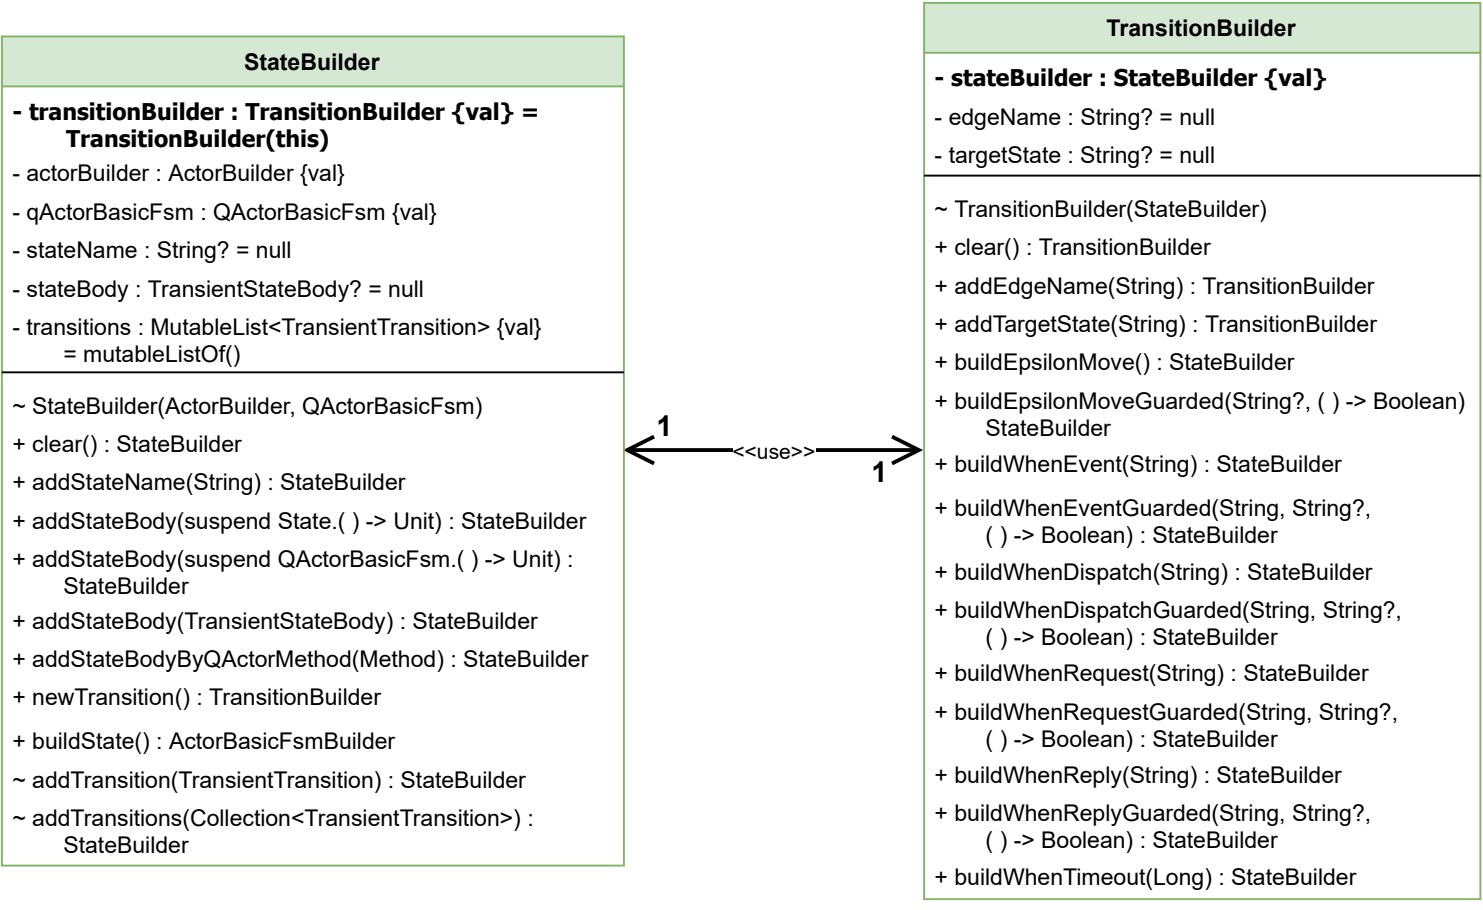 StateBuilder
- transitionBuilder : TransitionBuilder {val} =
TransitionBuilder(this)
- actorBuilder : ActorBuilder {val}
- qActorBasicFsm : QActorBasicFsm {val}
- stateName : String? = null
- stateBody : TransientStateBody? = null
- transitions : MutableList<TransientTransition> {val}
= mutableListOf()
~ StateBuilder(ActorBuilder, QActorBasicFsm)
+ clear() : StateBuilder
+ addStateName(String) : StateBuilder
+ addStateBody(suspend State.( ) -> Unit) : StateBuilder
+ addStateBody(suspend QActorBasicFsm.( ) -> Unit) :
StateBuilder
+ addStateBody(TransientStateBody) : StateBuilder
+ addStateBodyByQActorMethod(Method) : StateBuilder
+ newTransition() : TransitionBuilder
+ buildState() : ActorBasicFsmBuilder
~ addTransition(TransientTransition) : StateBuilder
~ addTransitions(Collection<TransientTransition>) :
StateBuilder
1
<<use>>
1
TransitionBuilder
- stateBuilder : StateBuilder {val}
- edgeName : String? = null
- targetState : String? = null
~ TransitionBuilder(StateBuilder)
+ clear() : TransitionBuilder
+ addEdgeName(String) : TransitionBuilder
+ addTargetState(String) : TransitionBuilder
+ buildEpsilonMove() : StateBuilder
+ buildEpsilonMoveGuarded(String?, ( ) -> Boolean)
StateBuilder
+ buildWhenEvent(String) : StateBuilder
+ buildWhenEventGuarded(String, String?,
( ) -> Boolean) : StateBuilder
+ buildWhenDispatch(String) : StateBuilder
+ buildWhenDispatchGuarded(String, String?,
( ) -> Boolean) : StateBuilder
+ buildWhenRequest(String) : StateBuilder
+ buildWhenRequestGuarded(String, String?,
( ) -> Boolean) : StateBuilder
+ buildWhenReply(String) : StateBuilder
+ buildWhenReplyGuarded(String, String?,
( ) -> Boolean) : StateBuilder
+ buildWhenTimeout(Long) : StateBuilder